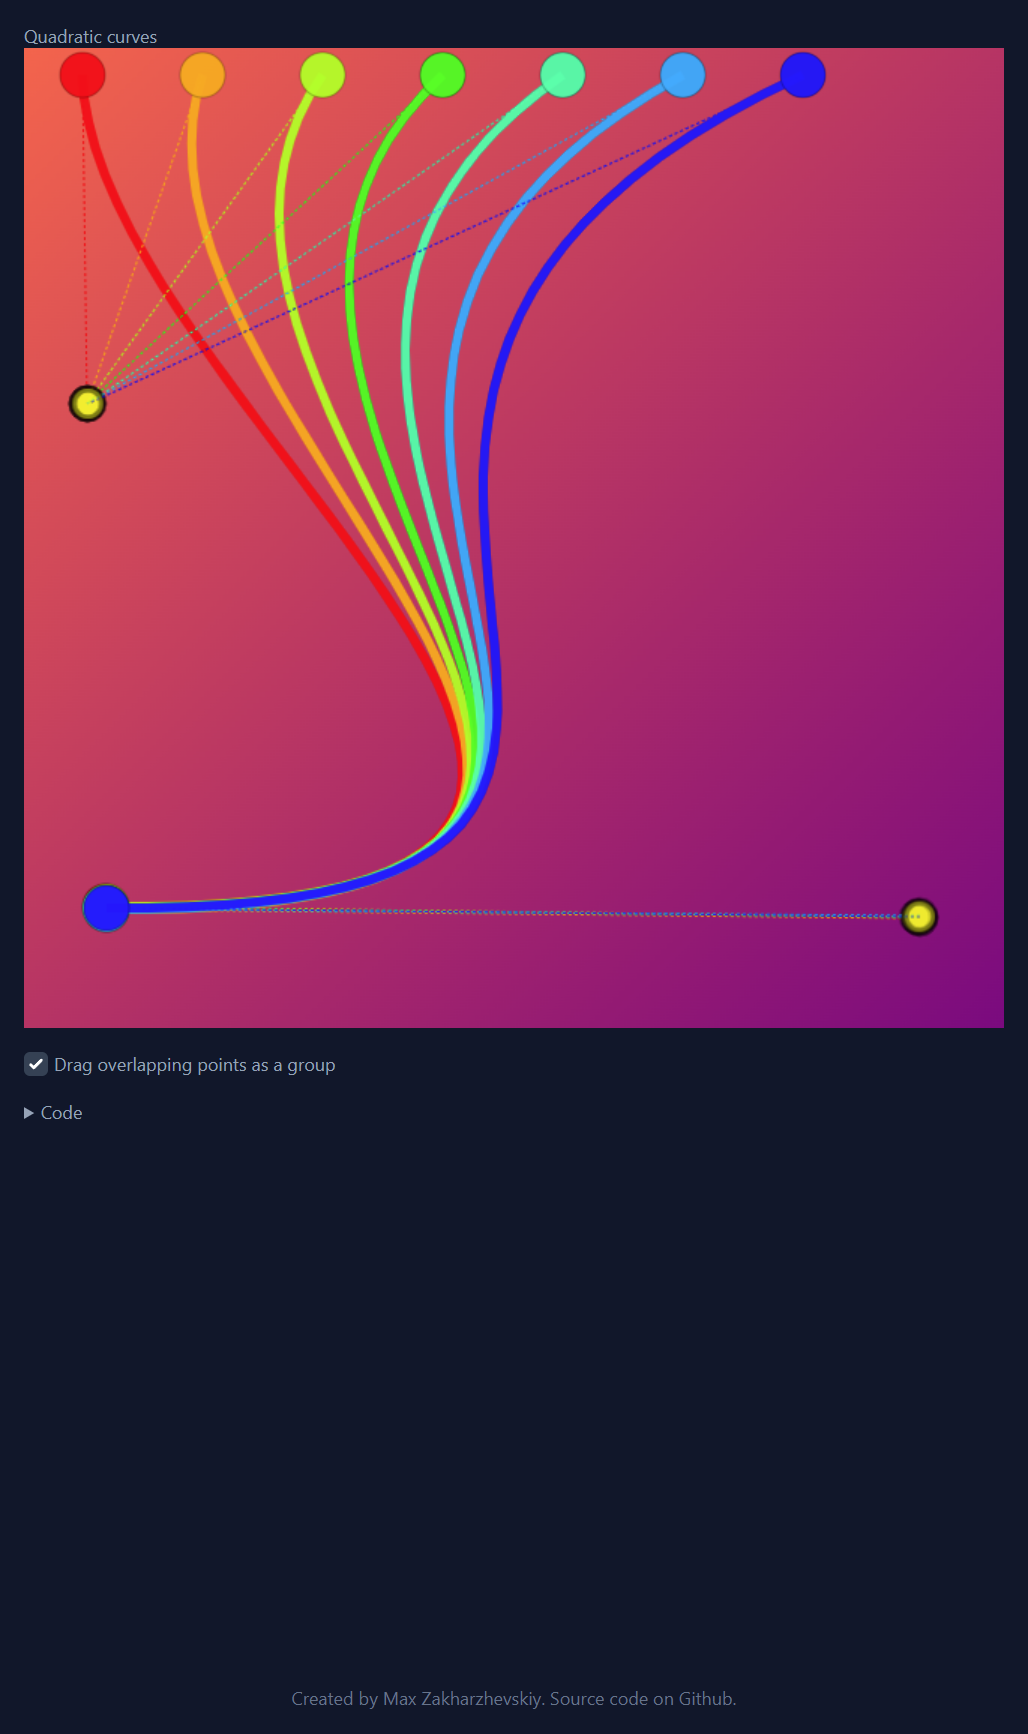 Quadratic curves
Drag overlapping points as a group
Code
Created by Max Zakharzhevskiy. Source code on Github.